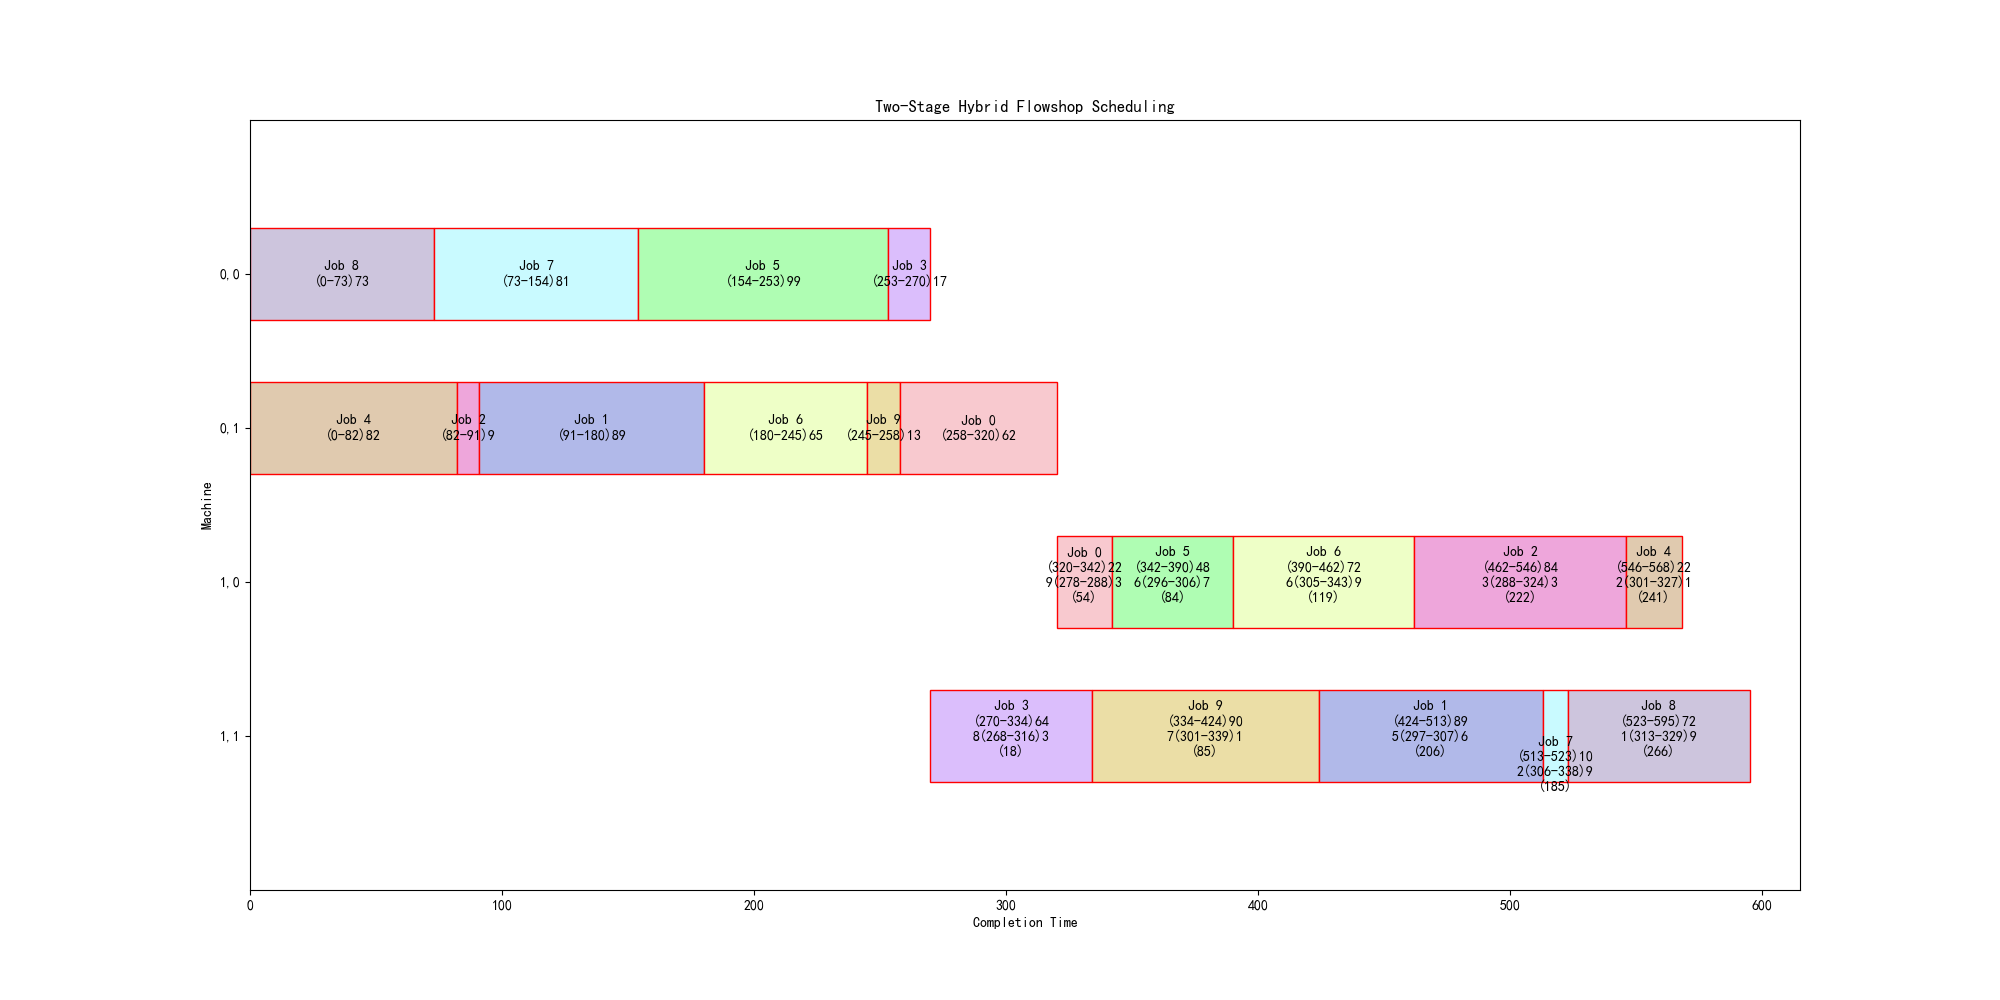 Two-Stage Hybrid Flowshop Scheduling
Machine
0,0
Job 8
(0-73)73
Job 7
(73-154)81
Job 5
(154-253)99
Job 3
(253-270)17
0,1
Job 4
(0-82)82
Job 2
(82-91)9
Job 1
(91-180)89
Job 6
(180-245)65
Job 9
(245-258)13
Job 0
(258-320)62
1,0
Job 0
(320-342)22
9(278-288)3
(54)
Job 5
(342-390)48
6(296-306)7
(84)
Job 6
(390-462)72
6(305-343)9
(119)
Job 2
(462-546)84
3(288-324)3
(222)
Job 4
(546-568)22
2(301-327)1
(241)
1,1
Job 3
(270-334)64
8(268-316)3
(18)
Job 9
(334-424)90
7(301-339)1
(85)
Job 1
(424-513)89
5(297-307)6
(206)
Job 7
(513-523)10
2(306-338)9
(185)
Job 8
(523-595)72
1(313-329)9
(266)
0
100
200
300
400
500
600
Completion Time